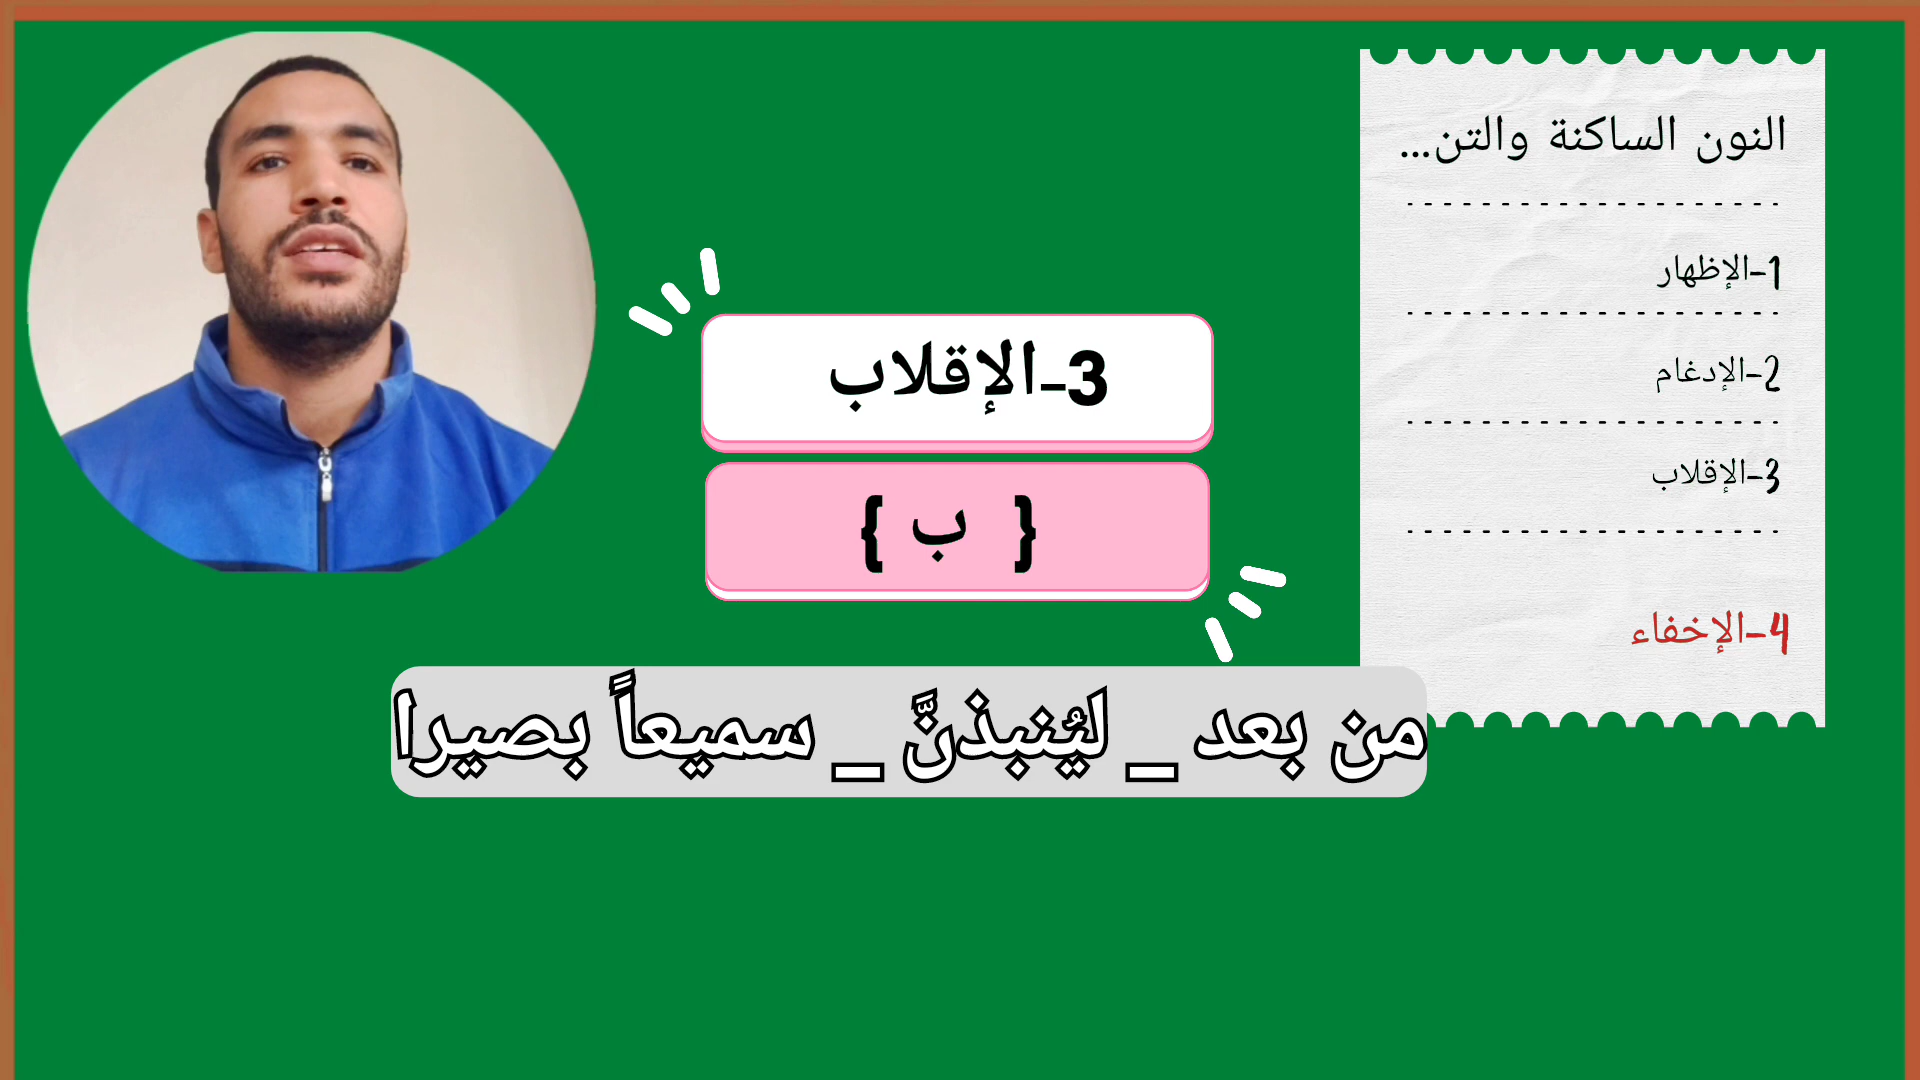 النون الساكنة والتن...
1-الإظهار
2-الإدغام
3-الإقلاب
4-الإخفاء
3-الإقلاب
{ ب }
من بعد _ ليُنبذنَّ _ سميعاً بصيرا